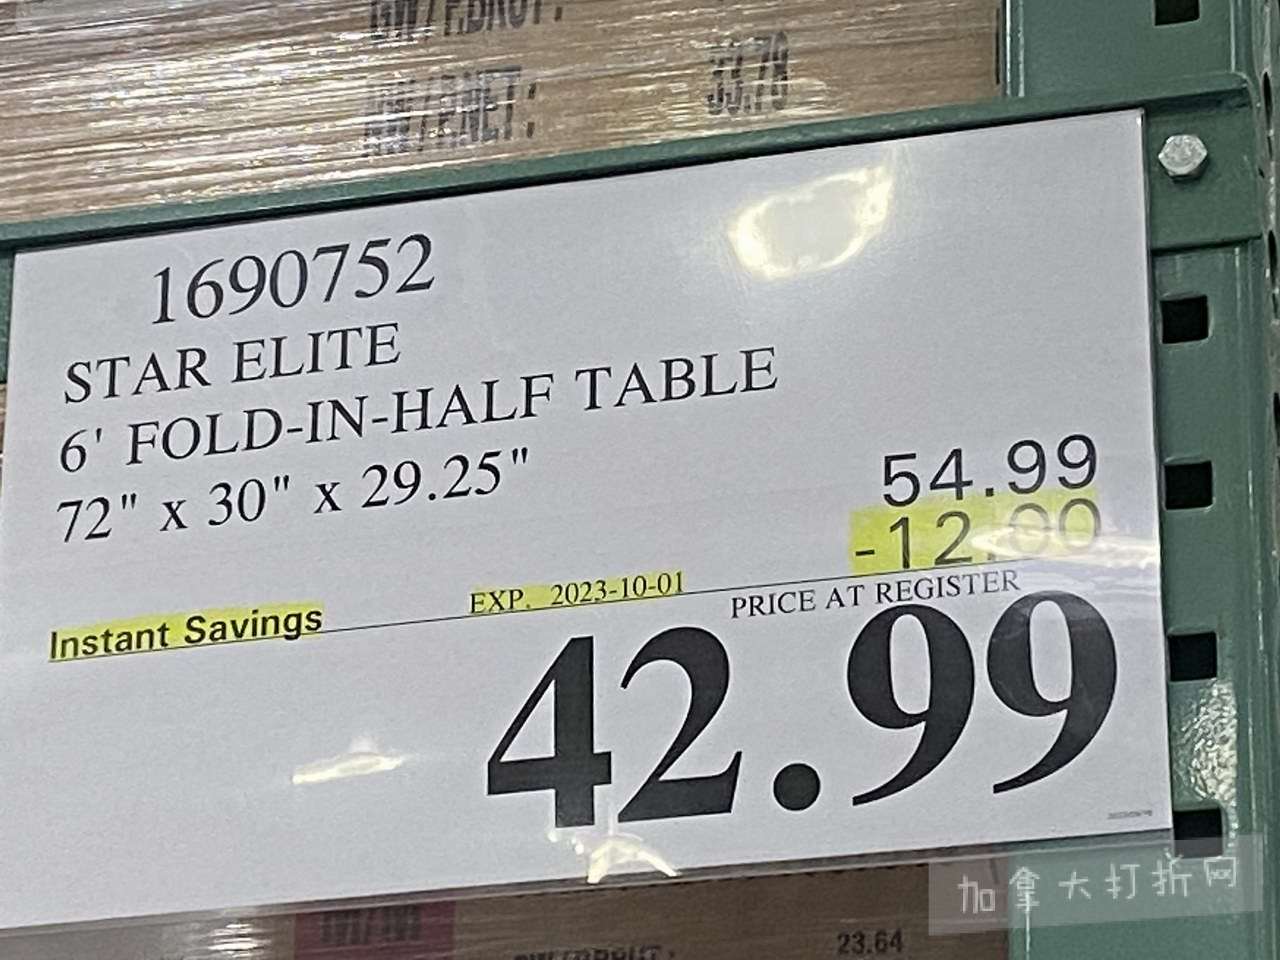 GW/P.BRUT:
NW/P.NET:
33.79
1690752
STAR ELITE
6' FOLD-IN-HALF TABLE
72" x 30" x 29.25"
54.99
-12.00
Instant Savings
EXP. 2023-10-01
PRICE AT REGISTER
42.99
加拿大打折网
23.64